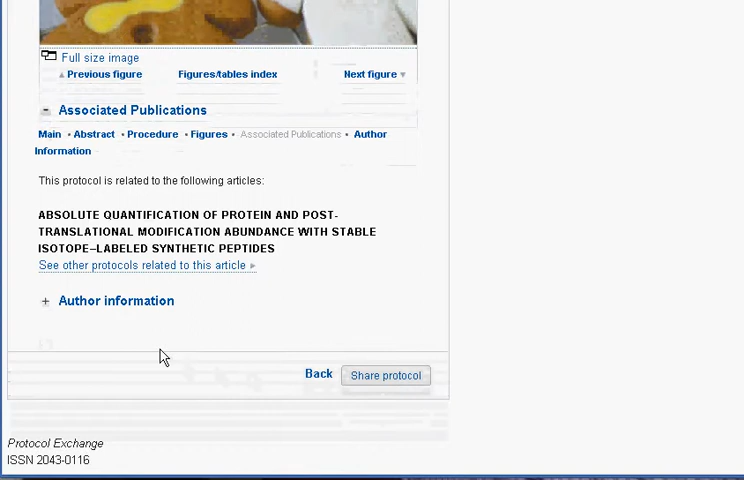 Full size image
Previous figure Figures/tables index Next figure
Associated Publications
Main • Abstract • Procedure • Figures • Associated Publications • Author
Information
This protocol is related to the following articles:
ABSOLUTE QUANTIFICATION OF PROTEIN AND POST-
TRANSLATIONAL MODIFICATION ABUNDANCE WITH STABLE
ISOTOPE–LABELED SYNTHETIC PEPTIDES
See other protocols related to this article
Author information
Back Share protocol
Protocol Exchange
ISSN 2043-0116